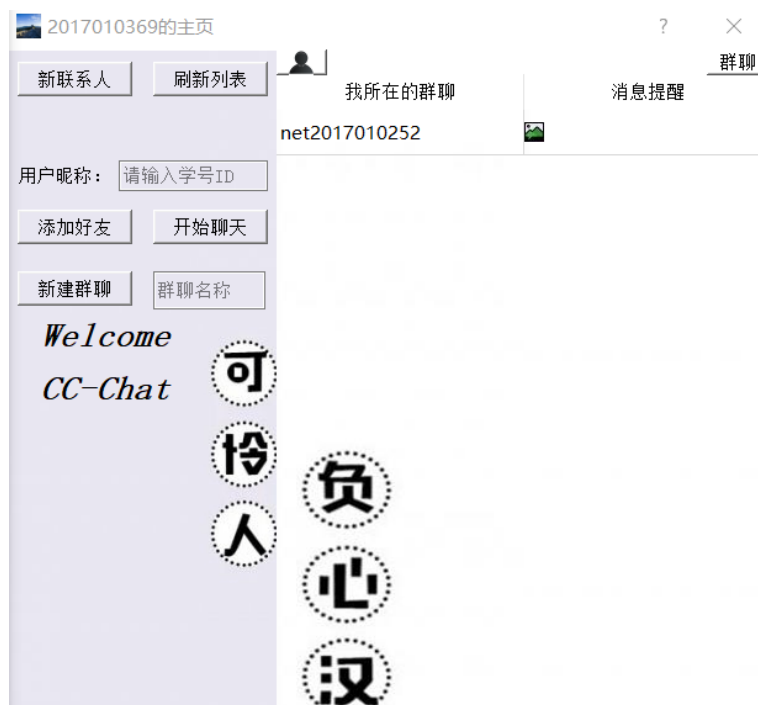 2017010369的主页
新联系人 刷新列表
群聊
我所在的群聊 消息提醒
net2017010252
用户昵称： 请输入学号ID
添加好友 开始聊天
新建群聊 群聊名称
Welcome
CC-Chat
可
怜
人
负
心
汉